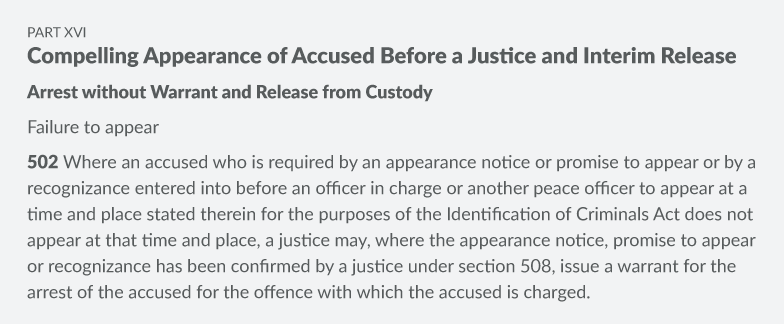 PART XVI
Compelling Appearance of Accused Before a Justice and Interim Release
Arrest without Warrant and Release from Custody
Failure to appear
502 Where an accused who is required by an appearance notice or promise to appear or by a
recognizance entered into before an officer in charge or another peace officer to appear at a
time and place stated therein for the purposes of the Identification of Criminals Act does not
appear at that time and place, a justice may, where the appearance notice, promise to appear
or recognizance has been confirmed by a justice under section 508, issue a warrant for the
arrest of the accused for the offence with which the accused is charged.